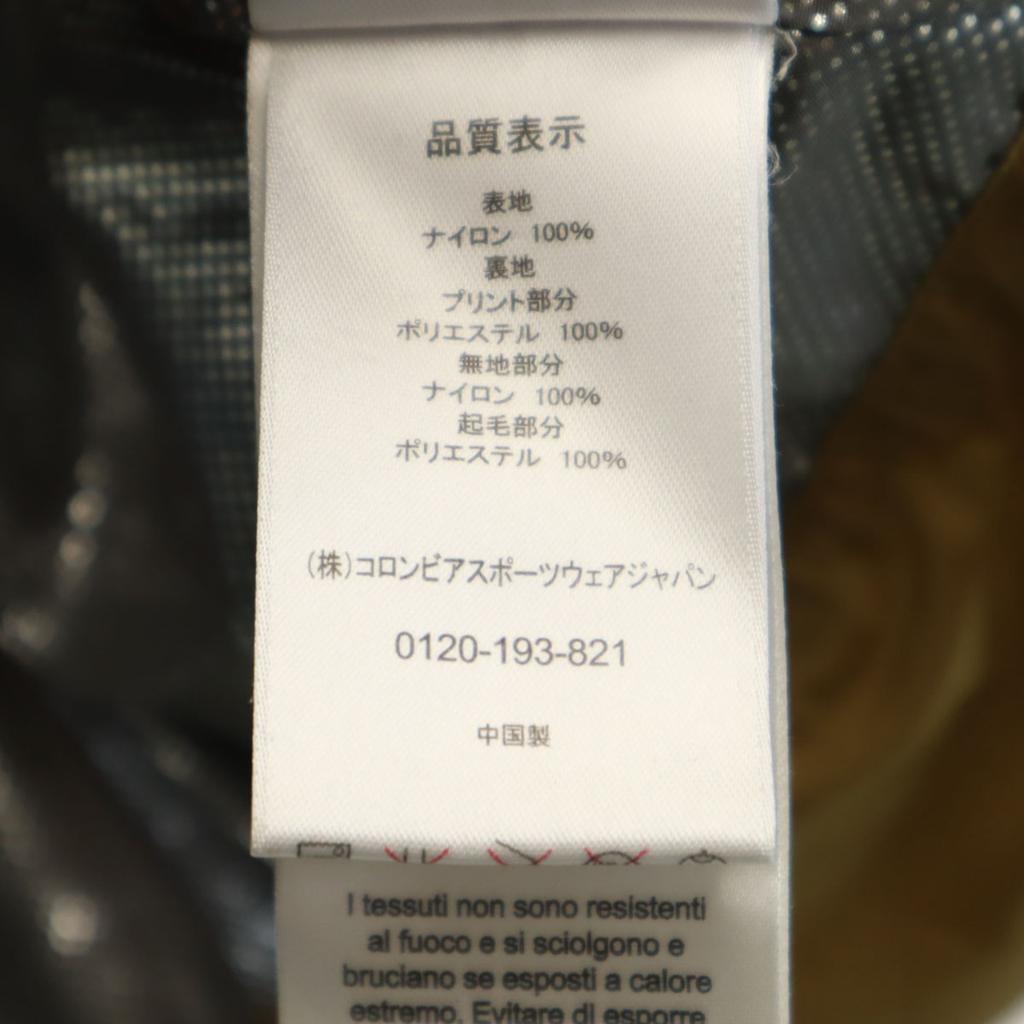 品質表示
表地
ナイロン 100%
裏地
プリント部分
ポリエステル 100%
無地部分
ナイロン 100%
起毛部分
ポリエステル 100%
(株)コロンビアスポーツウェアジャパン
0120-193-821
中国製
I tessuti non sono resistenti
al fuoco e si sciolgono e
bruciano se esposti a calore
estremo. Evitare di esporre